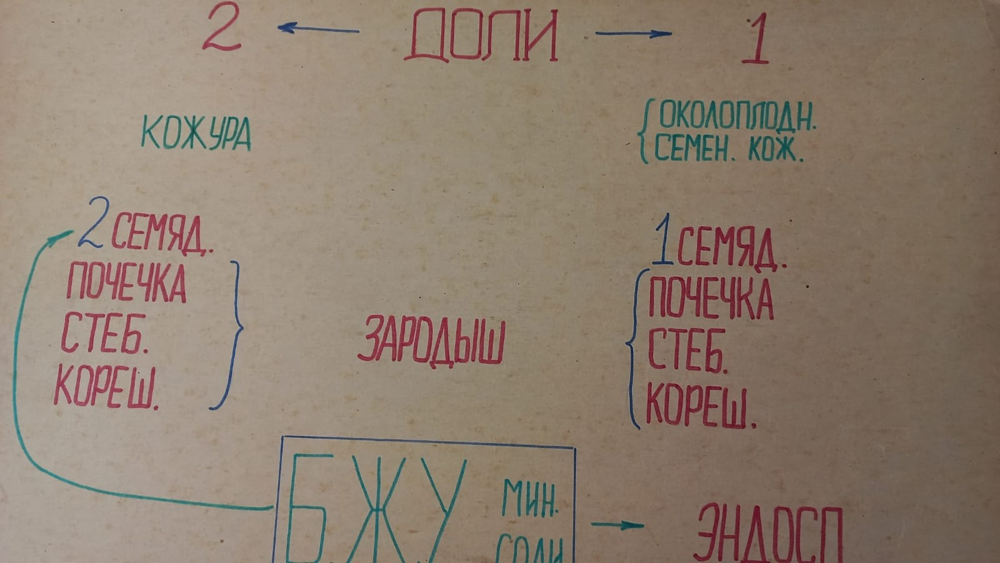 2 ← ДОЛИ → 1
КОЖУРА
ОКОЛОПЛОДН.
СЕМЕН. КОЖ.
2 СЕМЯД.
ПОЧЕЧКА
СТЕБ.
КОРЕШ.
ЗАРОДЫШ
1 СЕМЯД.
ПОЧЕЧКА
СТЕБ.
КОРЕШ.
Б.Ж.У
МИН.
СОЛИ
→ ЭНДОСП